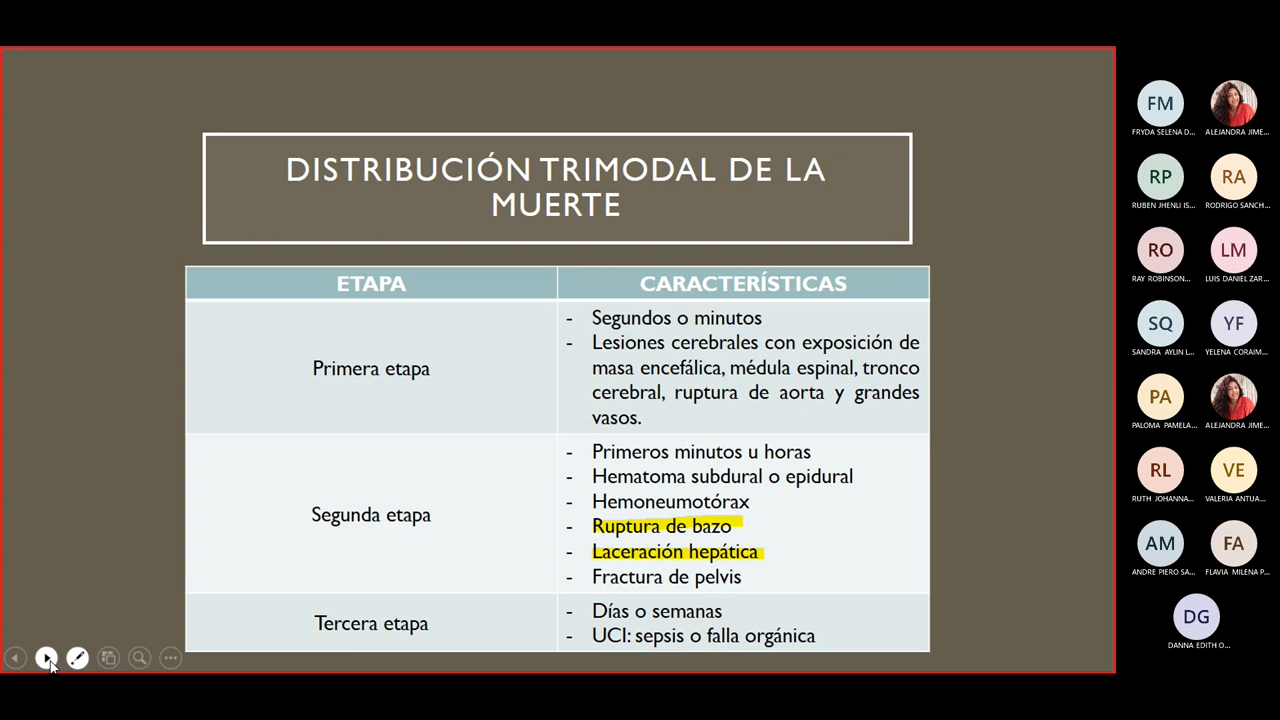 DISTRIBUCIÓN TRIMODAL DE LA
MUERTE
ETAPA
CARACTERÍSTICAS
Primera etapa
- Segundos o minutos
- Lesiones cerebrales con exposición de
masa encefálica, médula espinal, tronco
cerebral, ruptura de aorta y grandes
vasos.
Segunda etapa
- Primeros minutos u horas
- Hematoma subdural o epidural
- Hemoneumotórax
- Ruptura de bazo
- Laceración hepática
- Fractura de pelvis
Tercera etapa
- Días o semanas
- UCI: sepsis o falla orgánica
FM
FRYDA SELENA D...
ALEJANDRA JIME...
RP
RUBEN JHENLI IS...
RA
RODRIGO SANCH...
RO
RAY ROBINSON...
LM
LUIS DANIEL ZAR...
SQ
SANDRA AYLIN L...
YF
YELENA CORAIM...
PA
PALOMA PAMELA...
ALEJANDRA JIME...
RL
RUTH JOHANNA...
VE
VALERIA ANTUA...
AM
ANDRE PIERO SA...
FA
FLAVIA MILENA P...
DG
DANNA EDITH O...